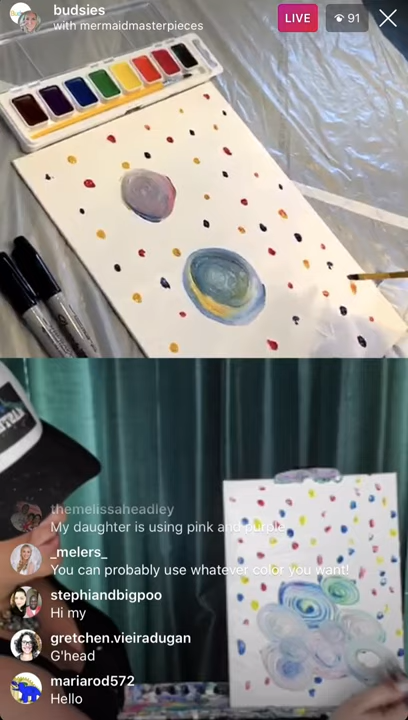 budsies
with mermaidmasterpieces
LIVE
91
themelissaheadley
My daughter is using pink and purple
_melers_
You can probably use whatever color you want!
stephiandbigpoo
Hi my
gretchen.vieiradugan
G'head
mariarod572
Hello